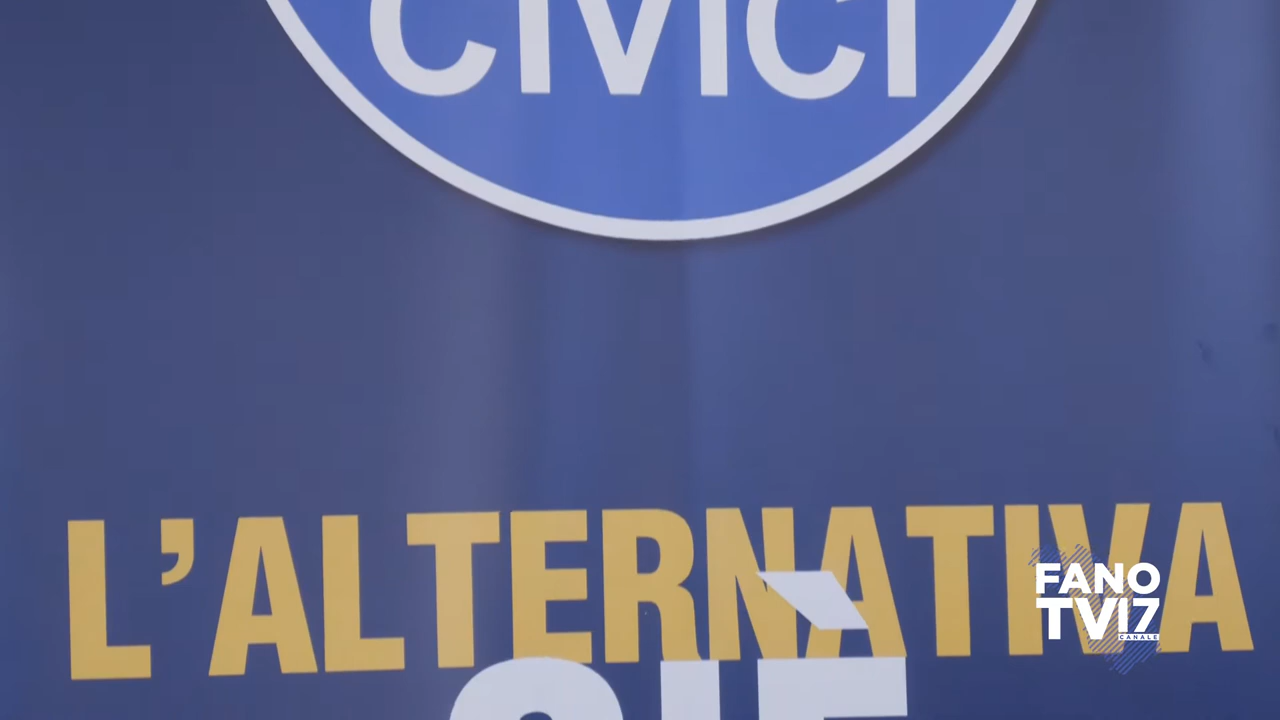 CIVICI
L'ALTERNATIVA
C'È
FANO
TV17
CANALE